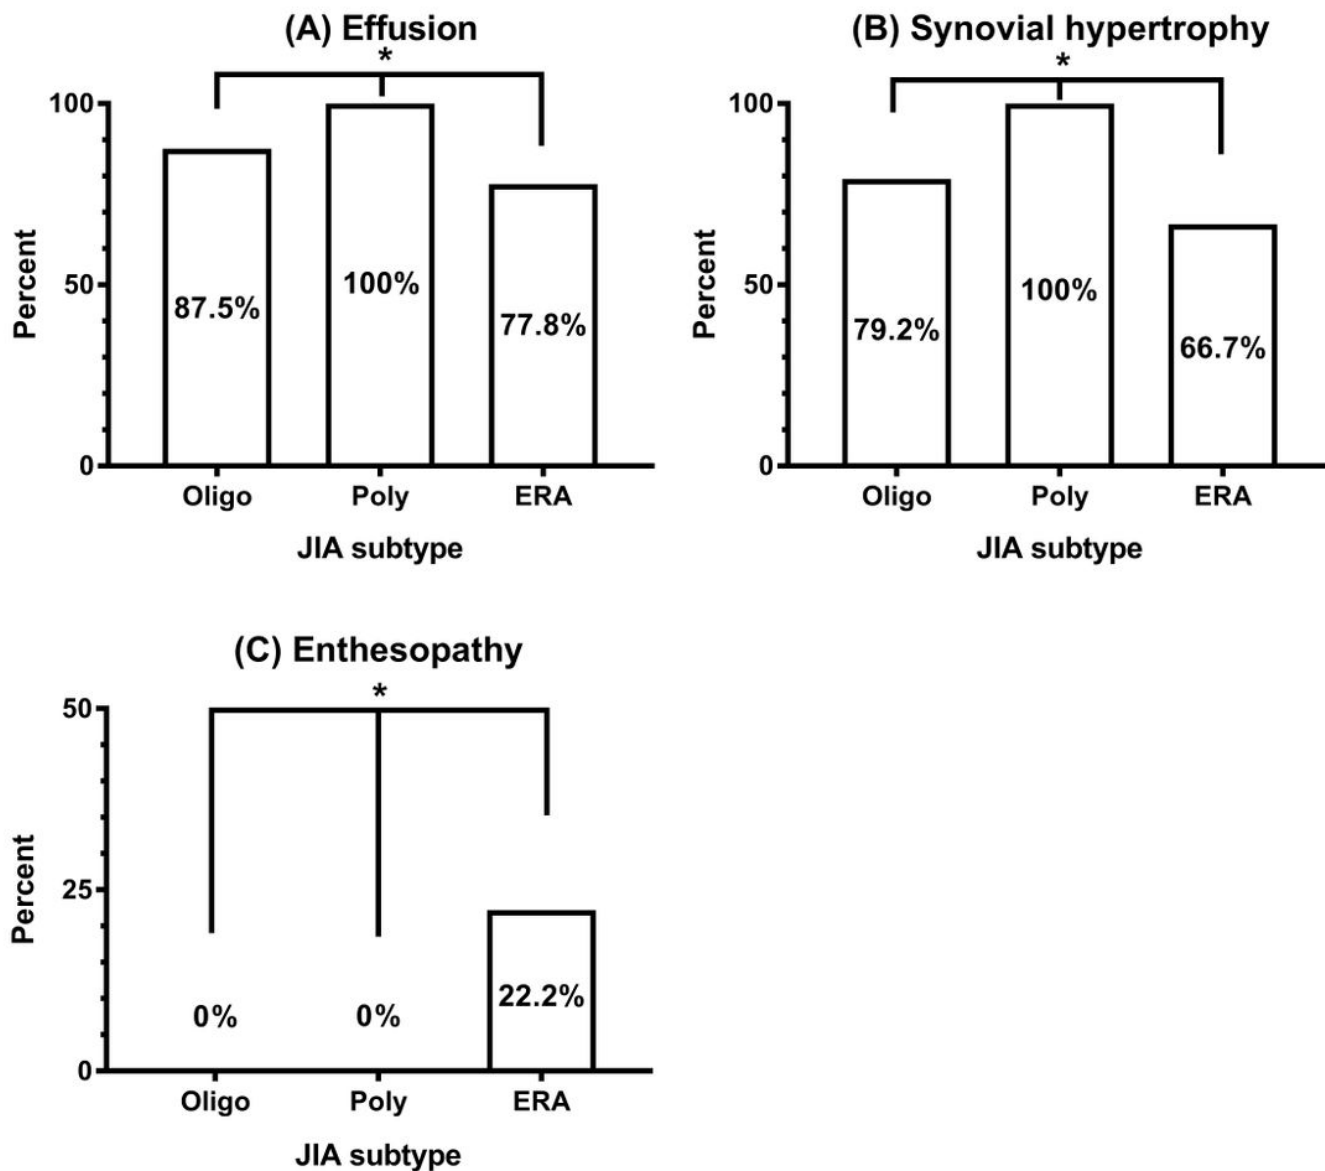 (A) Effusion
*
100
50
0
Percent
87.5%
100%
77.8%
Oligo
Poly
ERA
JIA subtype
(B) Synovial hypertrophy
*
100
50
0
Percent
79.2%
100%
66.7%
Oligo
Poly
ERA
JIA subtype
(C) Enthesopathy
*
50
25
0
Percent
0%
0%
22.2%
Oligo
Poly
ERA
JIA subtype